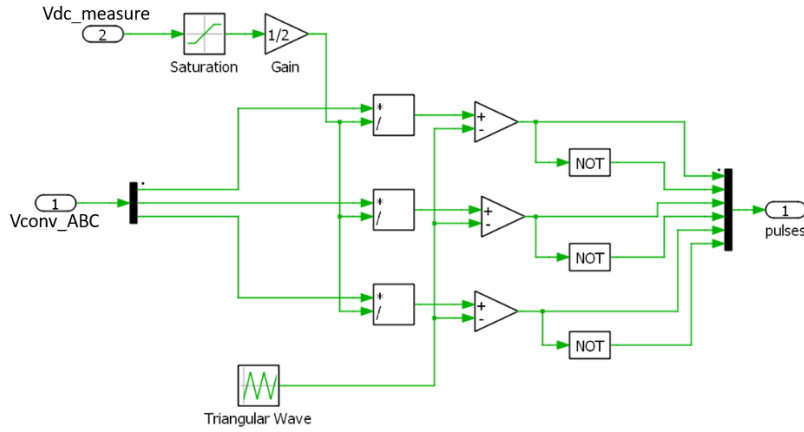 Vdc_measure
2
1/2
Saturation
Gain
*
/
+
-
NOT
1
Vconv_ABC
*
/
+
-
NOT
1
pulses
*
/
+
-
NOT
Triangular Wave